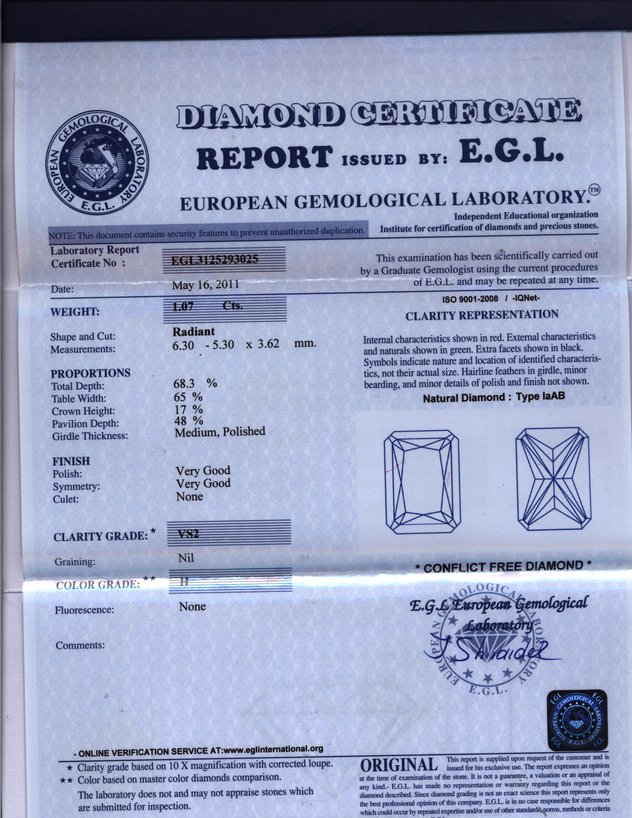 DIAMOND CERTIFICATE
REPORT ISSUED BY: E.G.L.
EUROPEAN GEMOLOGICAL LABORATORY.™
EUROPEAN GEMOLOGICAL LABORATORY
E.G.L.
Independent Educational organization
Institute for certification of diamonds and precious stones.
NOTE: This document contains security features to prevent unauthorized duplication.
Laboratory Report
Certificate No : EGL3125293025
Date: May 16, 2011
WEIGHT: 1.07 Cts.
Shape and Cut: Radiant
Measurements: 6.30 - 5.30 x 3.62 mm.
PROPORTIONS
Total Depth: 68.3 %
Table Width: 65 %
Crown Height: 17 %
Pavilion Depth: 48 %
Girdle Thickness: Medium, Polished
FINISH
Polish: Very Good
Symmetry: Very Good
Culet: None
CLARITY GRADE:* VS2
Graining: Nil
COLOR GRADE:** H
Fluorescence: None
Comments:
This examination has been scientifically carried out
by a Graduate Gemologist using the current procedures
of E.G.L. and may be repeated at any time.
ISO 9001-2008 / -IQNet-
CLARITY REPRESENTATION
Internal characteristics shown in red. External characteristics
and naturals shown in green. Extra facets shown in black.
Symbols indicate nature and location of identified characteris-
tics, not their actual size. Hairline feathers in girdle, minor
bearding, and minor details of polish and finish not shown.
Natural Diamond : Type IaAB
* CONFLICT FREE DIAMOND *
E.G.L European Gemological
Laboratory
EUROPEAN GEMOLOGICAL LABORATORY
E.G.L.
EGL EGL
E.G.L.
EGL EGL
- ONLINE VERIFICATION SERVICE AT:www.eglinternational.org
★ Clarity grade based on 10 X magnification with corrected loupe.
★★ Color based on master color diamonds comparison.
The laboratory does not and may not appraise stones which
are submitted for inspection.
ORIGINAL This report is supplied upon request of the customer and is
issued for his exclusive use. The report expresses an opinion
at the time of examination of the stone. It is not a guarantee, a valuation or an appraisal of
any kind.- E.G.L. has made no representation or warranty regarding this report or the
diamond described. Since diamond grading is not an exact science this report represents only
the best professional opinion of this company. E.G.L. is in no case responsible for differences
which could occur by repeated expertise and/or use of other standards, norms, methods or criteria